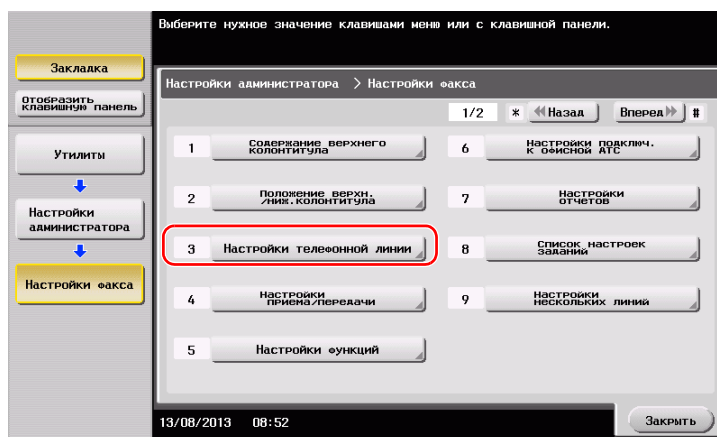 Выберите нужное значение клавишами меню или с клавишной панели.
Закладка
Отобразить
клавишную панель
Утилиты
Настройки
администратора
Настройки факса
Настройки администратора > Настройки факса
1/2 * Назад Вперед #
1 Содержание верхнего
колонтитула
2 Положение верхн.
/ниж.колонтитула
3 Настройки телефонной линии
4 Настройки
приема/передачи
5 Настройки функций
6 Настройки подключ.
к офисной АТС
7 Настройки
отчетов
8 Список настроек
заданий
9 Настройки
нескольких линий
13/08/2013 08:52
Закрыть